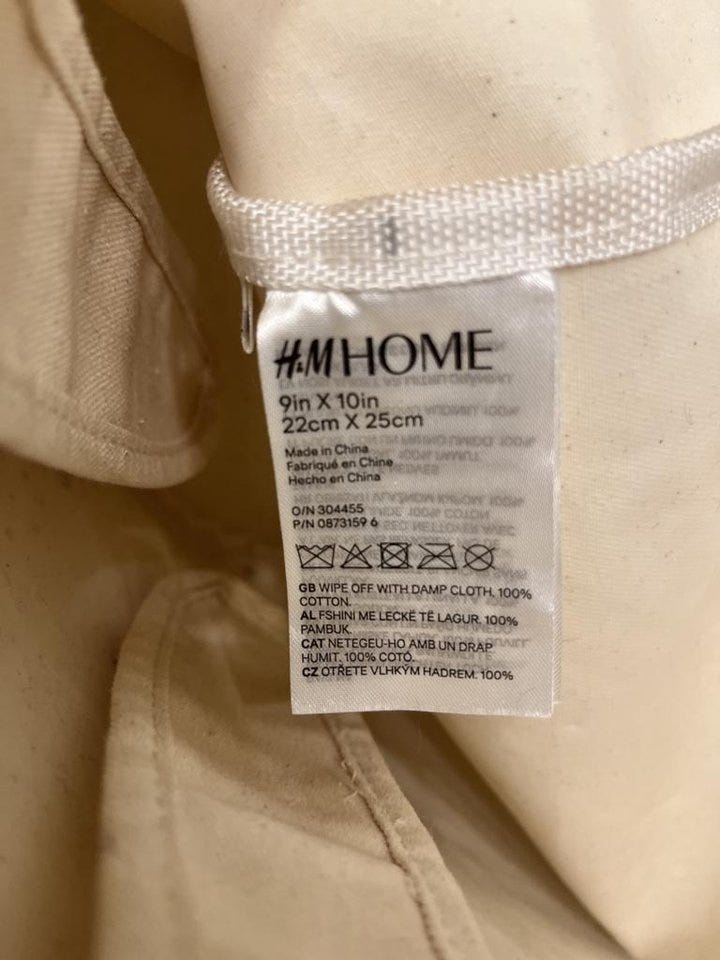 H&M HOME
9in X 10in
22cm X 25cm
Made in China
Fabriqué en Chine
Hecho en China
O/N 304455
P/N 0873159 6
GB WIPE OFF WITH DAMP CLOTH. 100%
COTTON.
AL FSHINI ME LECKË TË LAGUR. 100%
PAMBUK.
CAT NETEGEU-HO AMB UN DRAP
HUMIT. 100% COTÓ.
CZ OTŘETE VLHKÝM HADREM. 100%